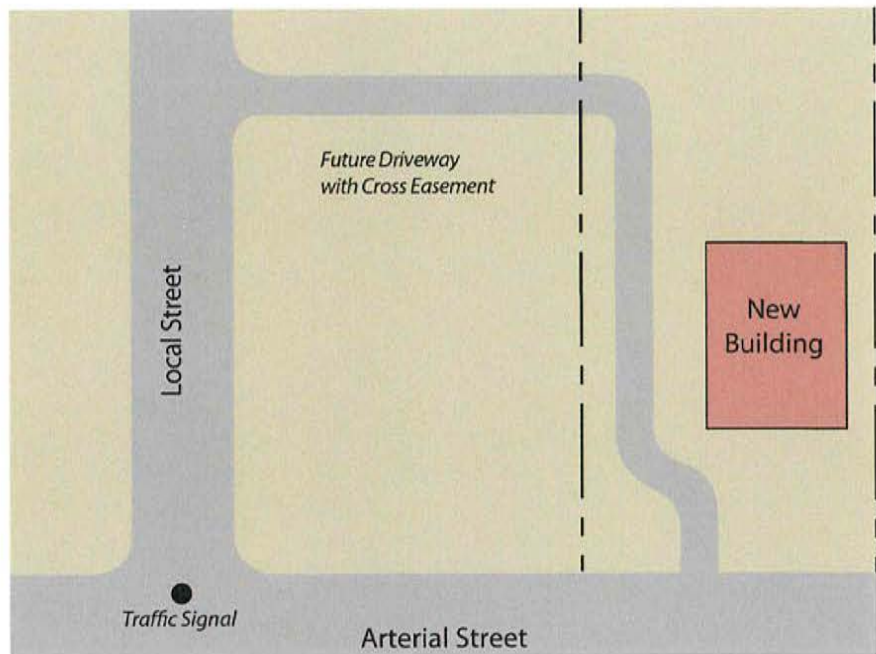 Future Driveway
with Cross Easement
Local Street
New
Building
Traffic Signal
Arterial Street